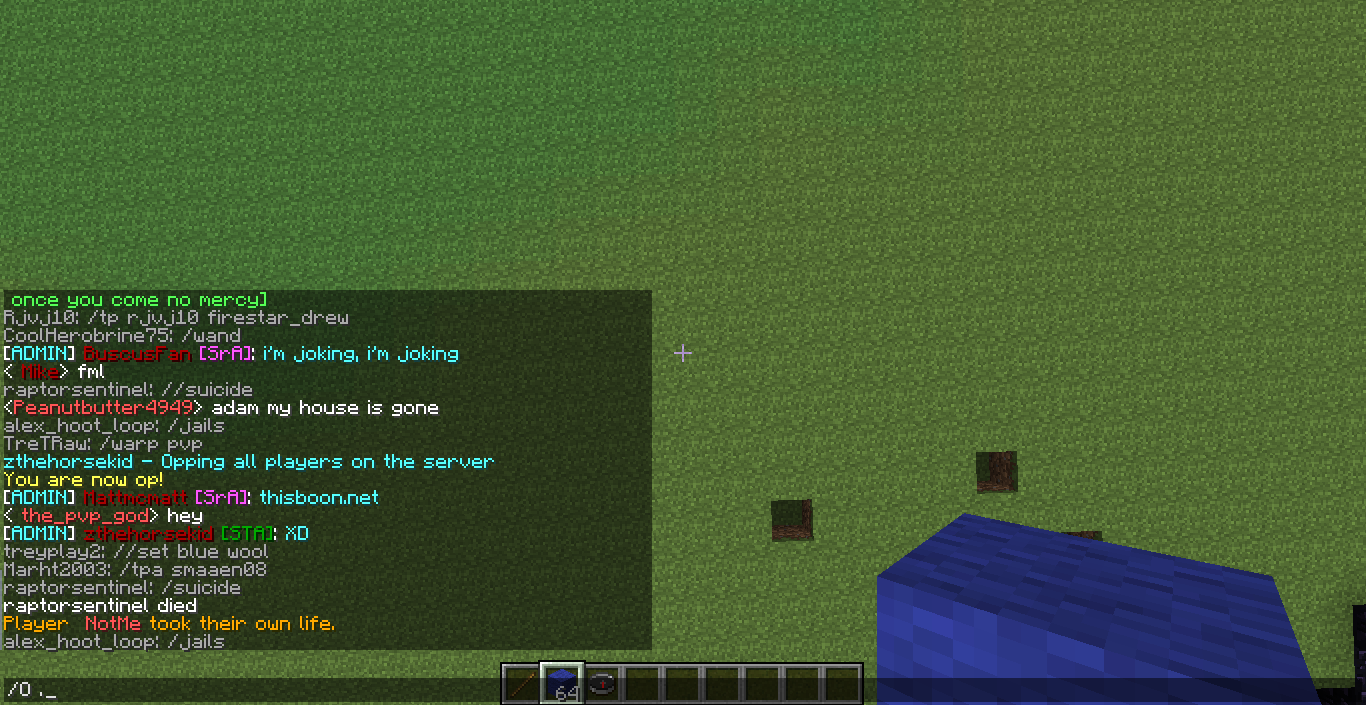 once you come no mercy]
Rjvjj10: /tp rjvjj10 firestar_drew
CoolHerobrine75: /wand
[ADMIN] BuscusFan [SrA]: i'm joking, i'm joking
< Mike> fml
raptorsentinel: //suicide
<Peanutbutter4949> adam my house is gone
alex_hoot_loop: /jails
TreTRaw: /warp pvp
zthehorsekid - Opping all players on the server
You are now op!
[ADMIN] Mattmcmatt [SrA]: thisboon.net
< the_pvp_god> hey
[ADMIN] zthehorsekid [STA]: XD
treyplay2: //set blue wool
Marht2003: /tpa smaaen08
raptorsentinel: /suicide
raptorsentinel died
Player  NotMe took their own life.
alex_hoot_loop: /jails
64
/O ._